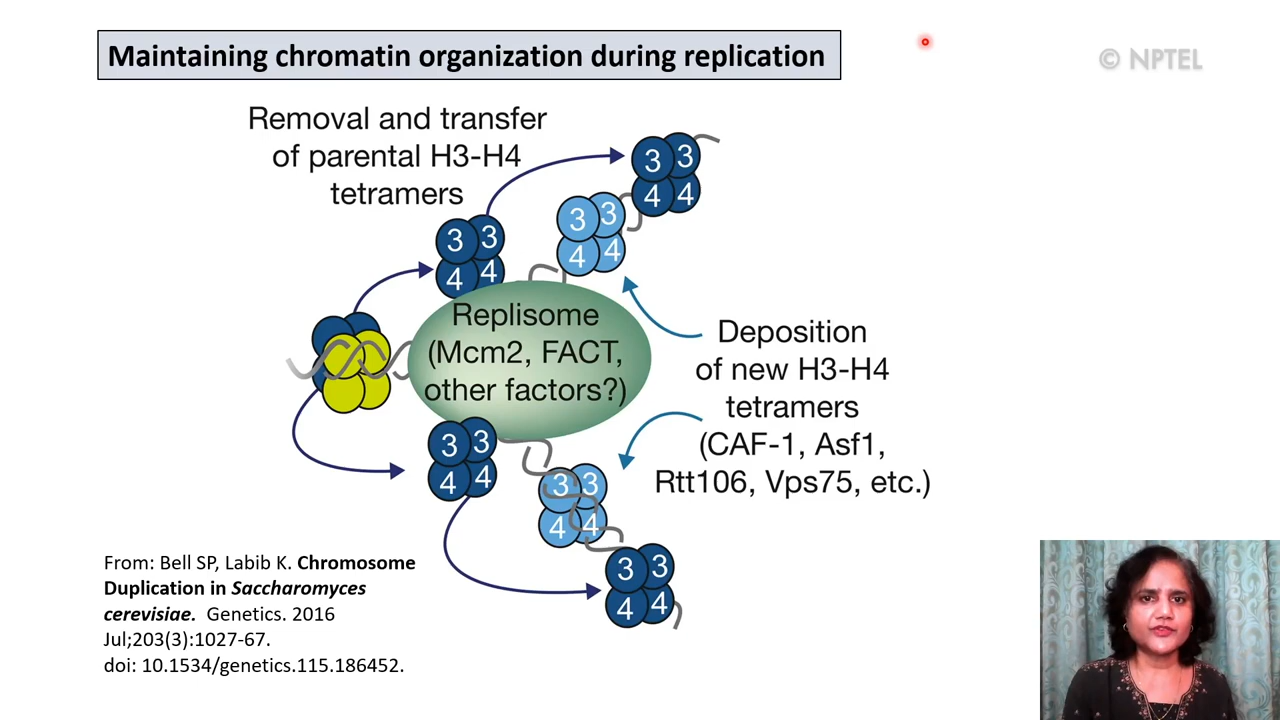 Maintaining chromatin organization during replication
© NPTEL
Removal and transfer
of parental H3-H4
tetramers
3 3
4 4
3 3
4 4
3 3
4 4
Replisome
(Mcm2, FACT,
other factors?)
Deposition
of new H3-H4
tetramers
(CAF-1, Asf1,
Rtt106, Vps75, etc.)
3 3
4 4
3 3
4 4
3 3
4 4
From: Bell SP, Labib K. Chromosome
Duplication in Saccharomyces
cerevisiae. Genetics. 2016
Jul;203(3):1027-67.
doi: 10.1534/genetics.115.186452.